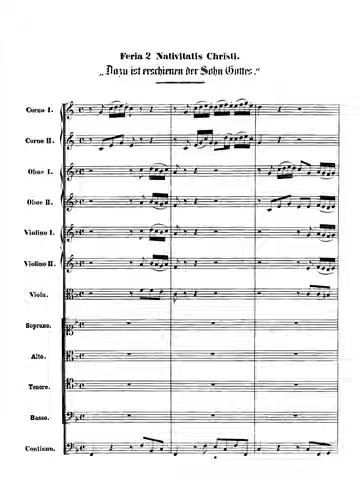 Feria 2 Nativitatis Christi.
„Dazu ist erschienen der Sohn Gottes.“
Corno I.
Corno II.
Oboe I.
Oboe II.
Violino I.
Violino II.
Viola.
Soprano.
Alto.
Tenore.
Basso.
Continuo.